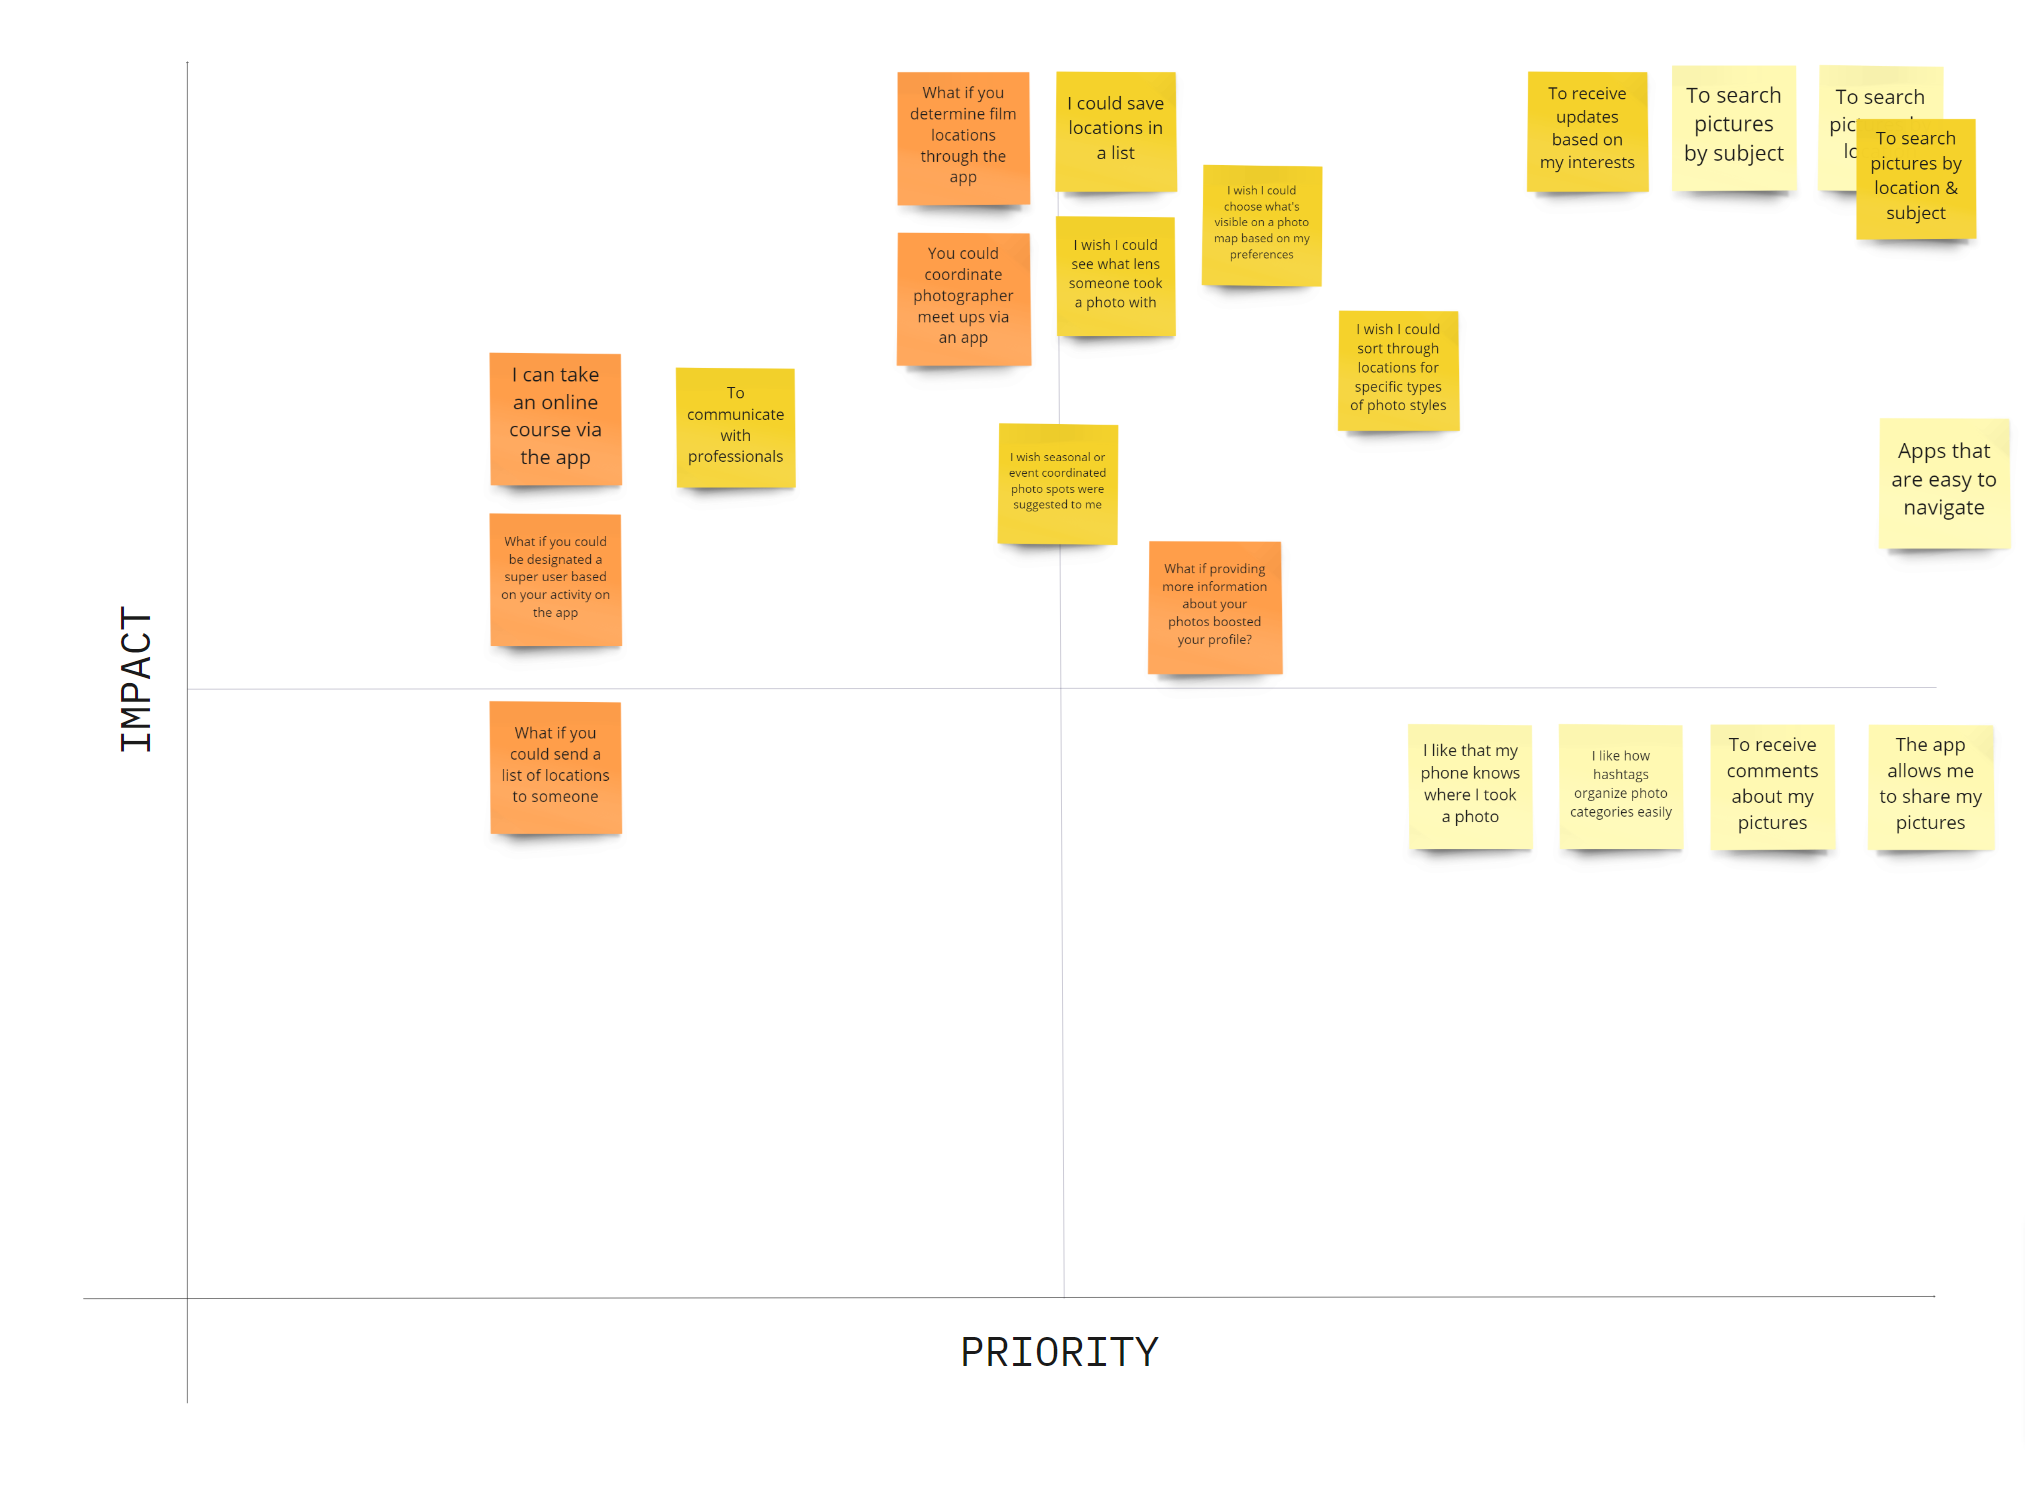 What if you
determine film
locations
through the
app
I could save
locations in
a list
To receive
updates
based on
my interests
To search
pictures
by subject
To search
To search
pictures by
location &
subject
I wish I could
choose what's
visible on a photo
map based on my
preferences
You could
coordinate
photographer
meet ups via
an app
I wish I could
see what lens
someone took
a photo with
I wish I could
sort through
locations for
specific types
of photo styles
I can take
an online
course via
the app
To
communicate
with
professionals
I wish seasonal or
event coordinated
photo spots were
suggested to me
Apps that
are easy to
navigate
What if you could
be designated a
super user based
on your activity on
the app
What if providing
more information
about your
photos boosted
your profile?
IMPACT
What if you
could send a
list of locations
to someone
I like that my
phone knows
where I took
a photo
I like how
hashtags
organize photo
categories easily
To receive
comments
about my
pictures
The app
allows me
to share my
pictures
PRIORITY